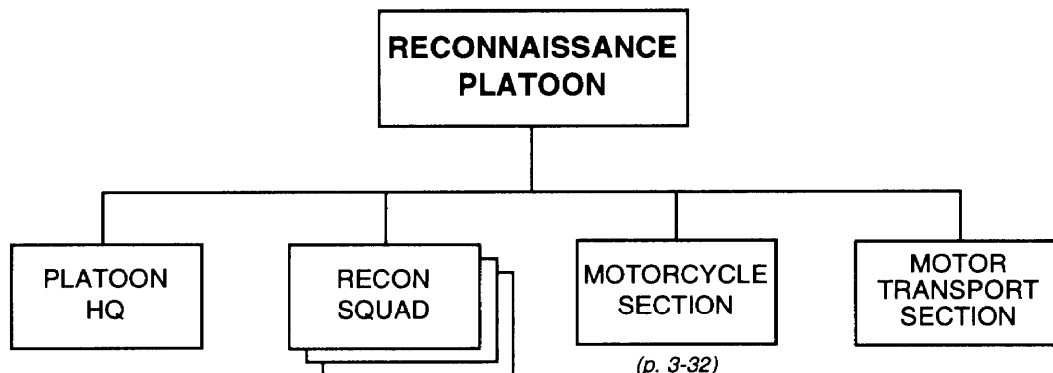 RECONNAISSANCE
PLATOON
PLATOON
HQ
RECON
SQUAD
MOTORCYCLE
SECTION
(p. 3-32)
MOTOR
TRANSPORT
SECTION